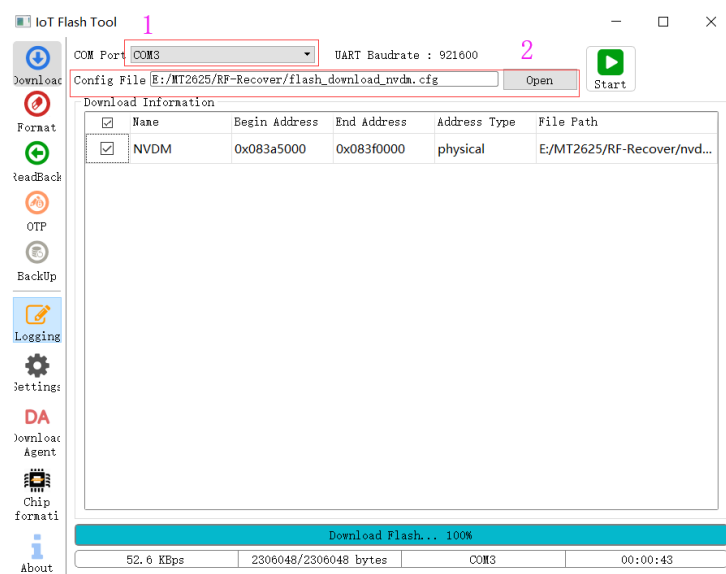 IoT Flash Tool
1
COM Port COM3 UART Baudrate : 921600
2
Config File E:/MT2625/RF-Recover/flash_download_nvdm.cfg Open
Start
Download
Format
ReadBack
OTP
BackUp
Logging
Settings
DA
Download
Agent
Chip
formati
About
Download Information
Name Begin Address End Address Address Type File Path
NVDM 0x083a5000 0x083f0000 physical E:/MT2625/RF-Recover/nvd...
Download Flash... 100%
52.6 KBps 2306048/2306048 bytes COM3 00:00:43